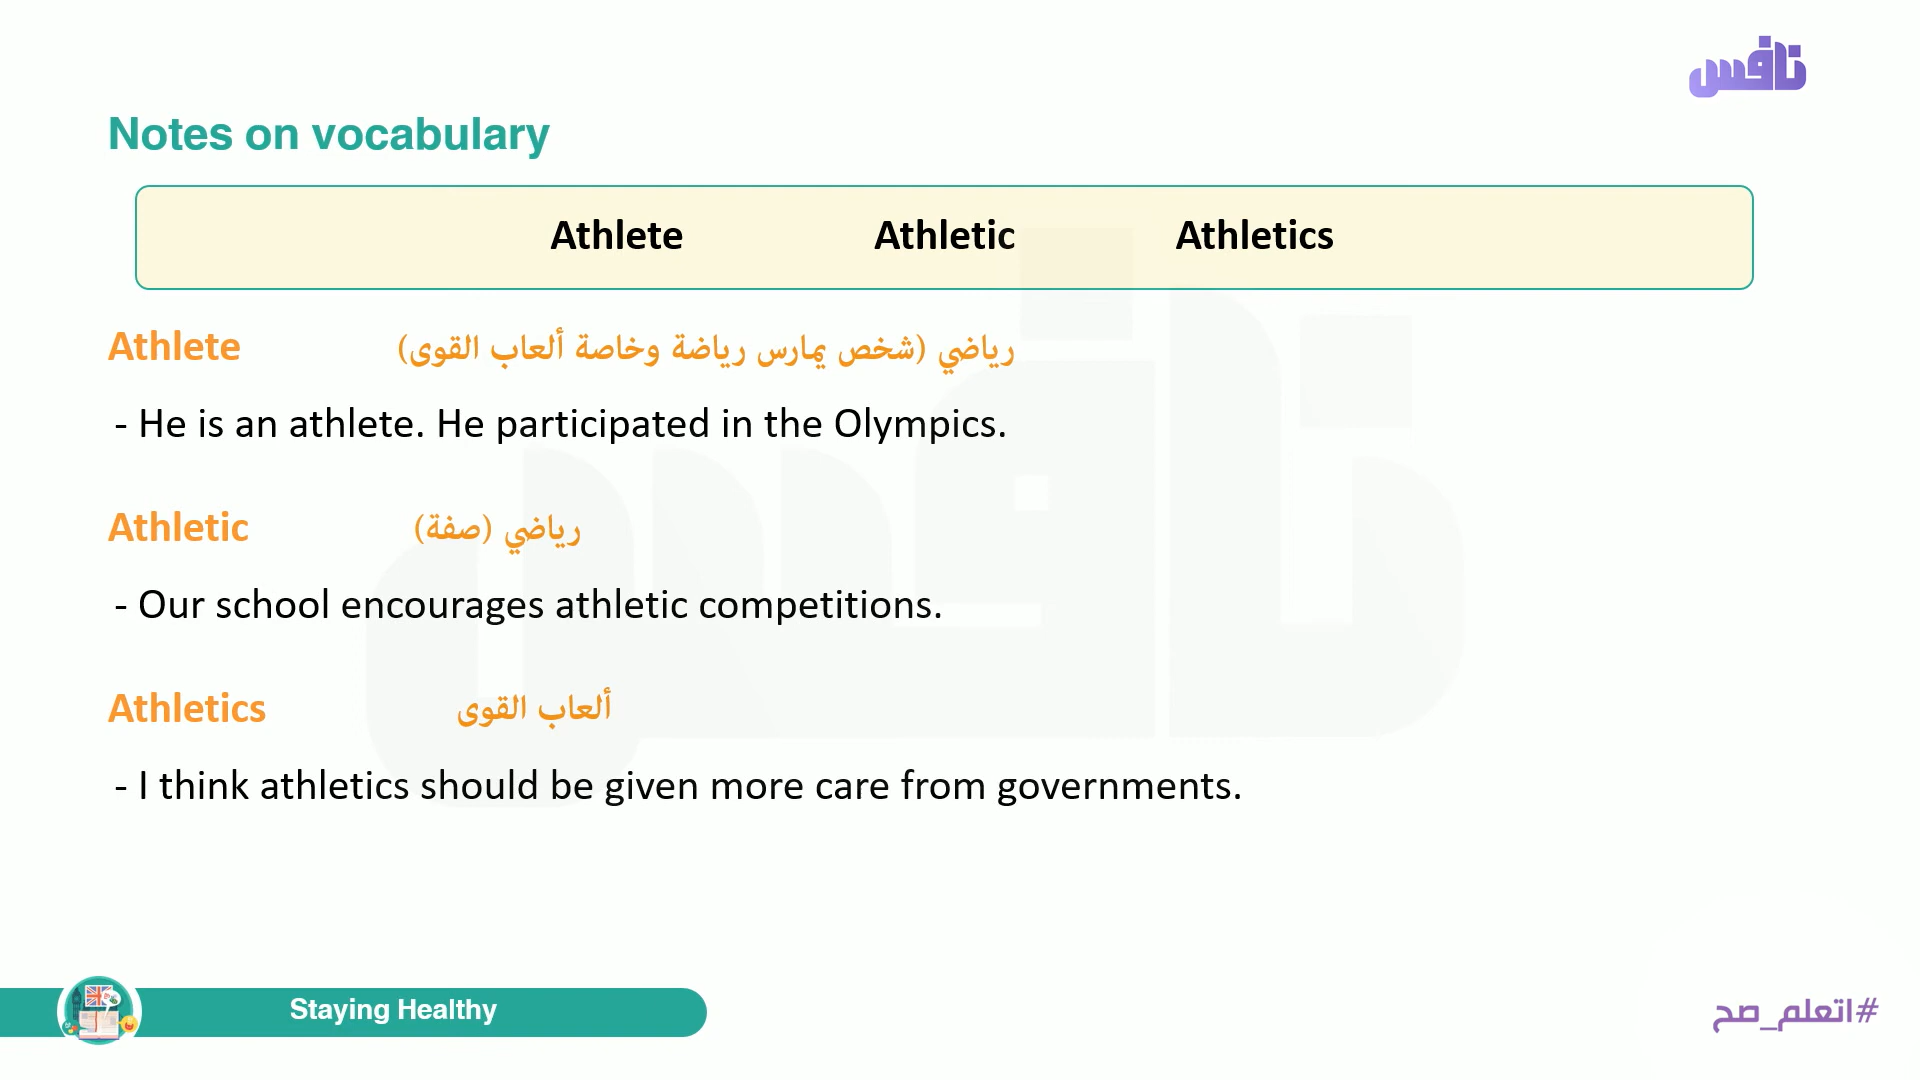 نافس
Notes on vocabulary
Athlete Athletic Athletics
Athlete رياضي (شخص يمارس رياضة وخاصة ألعاب القوى)
- He is an athlete. He participated in the Olympics.
Athletic رياضي (صفة)
- Our school encourages athletic competitions.
Athletics ألعاب القوى
- I think athletics should be given more care from governments.
Staying Healthy
#اتعلم_صح